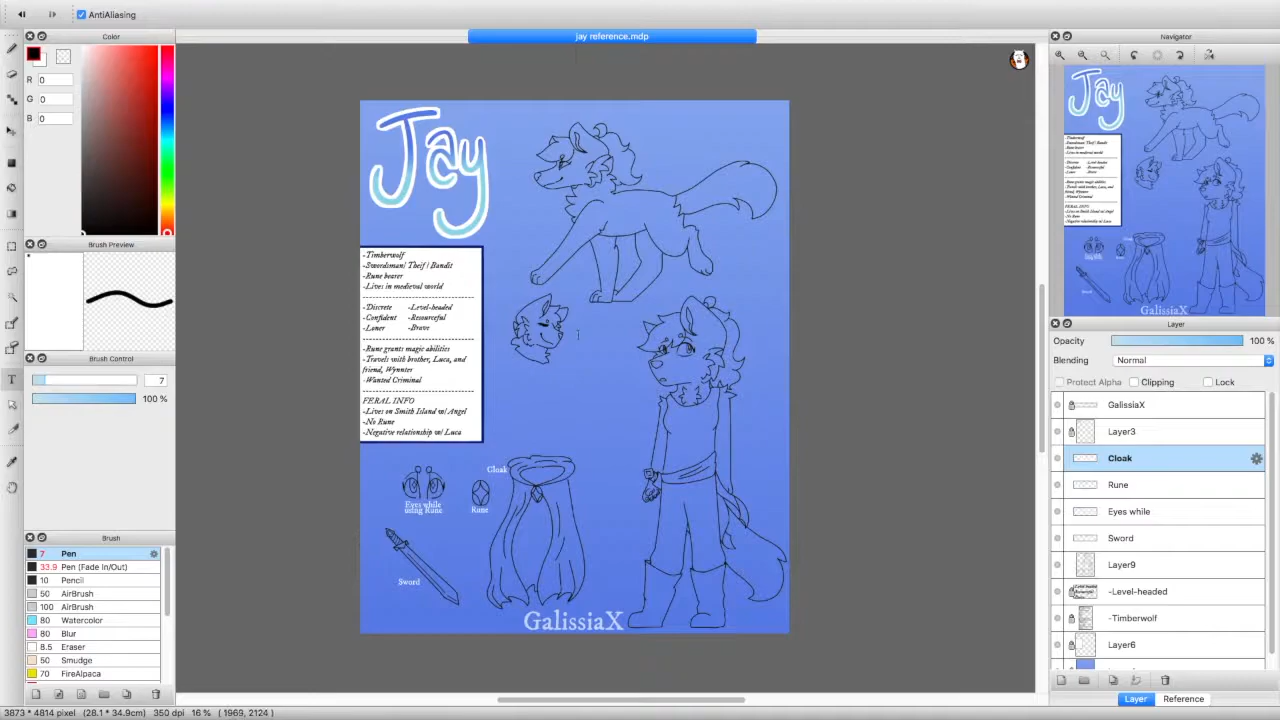 AntiAliasing
Color
jay reference.mdp
Navigator
R 0
G 0
B 0
Brush Preview
Brush Control
7
100 %
Brush
7 Pen
33.9 Pen (Fade In/Out)
10 Pencil
50 AirBrush
100 AirBrush
80 Watercolor
80 Blur
8.5 Eraser
50 Smudge
70 FireAlpaca
3873 * 4814 pixel (28.1 * 34.9cm) 350 dpi 16 % ( 1969, 2124 )
Jay
-Timberwolf
-Swordsman/ Theif / Bandit
-Rune bearer
-Lives in medieval world
-Discrete -Level-headed
-Confident -Resourceful
-Loner -Brave
-Rune grants magic abilities
-Travels with brother, Luca, and
friend, Wynnter
-Wanted Criminal
FERAL INFO
-Lives on Smith Island w/ Angel
-No Rune
-Negative relationship w/ Luca
Cloak
Eyes while
using Rune
Rune
Sword
GalissiaX
Jay
GalissiaX
Layer
Opacity 100 %
Blending Normal
Protect Alpha Clipping Lock
GalissiaX
Layer3
Cloak
Rune
Eyes while
Sword
Layer9
-Level-headed
-Timberwolf
Layer6
Layer Reference